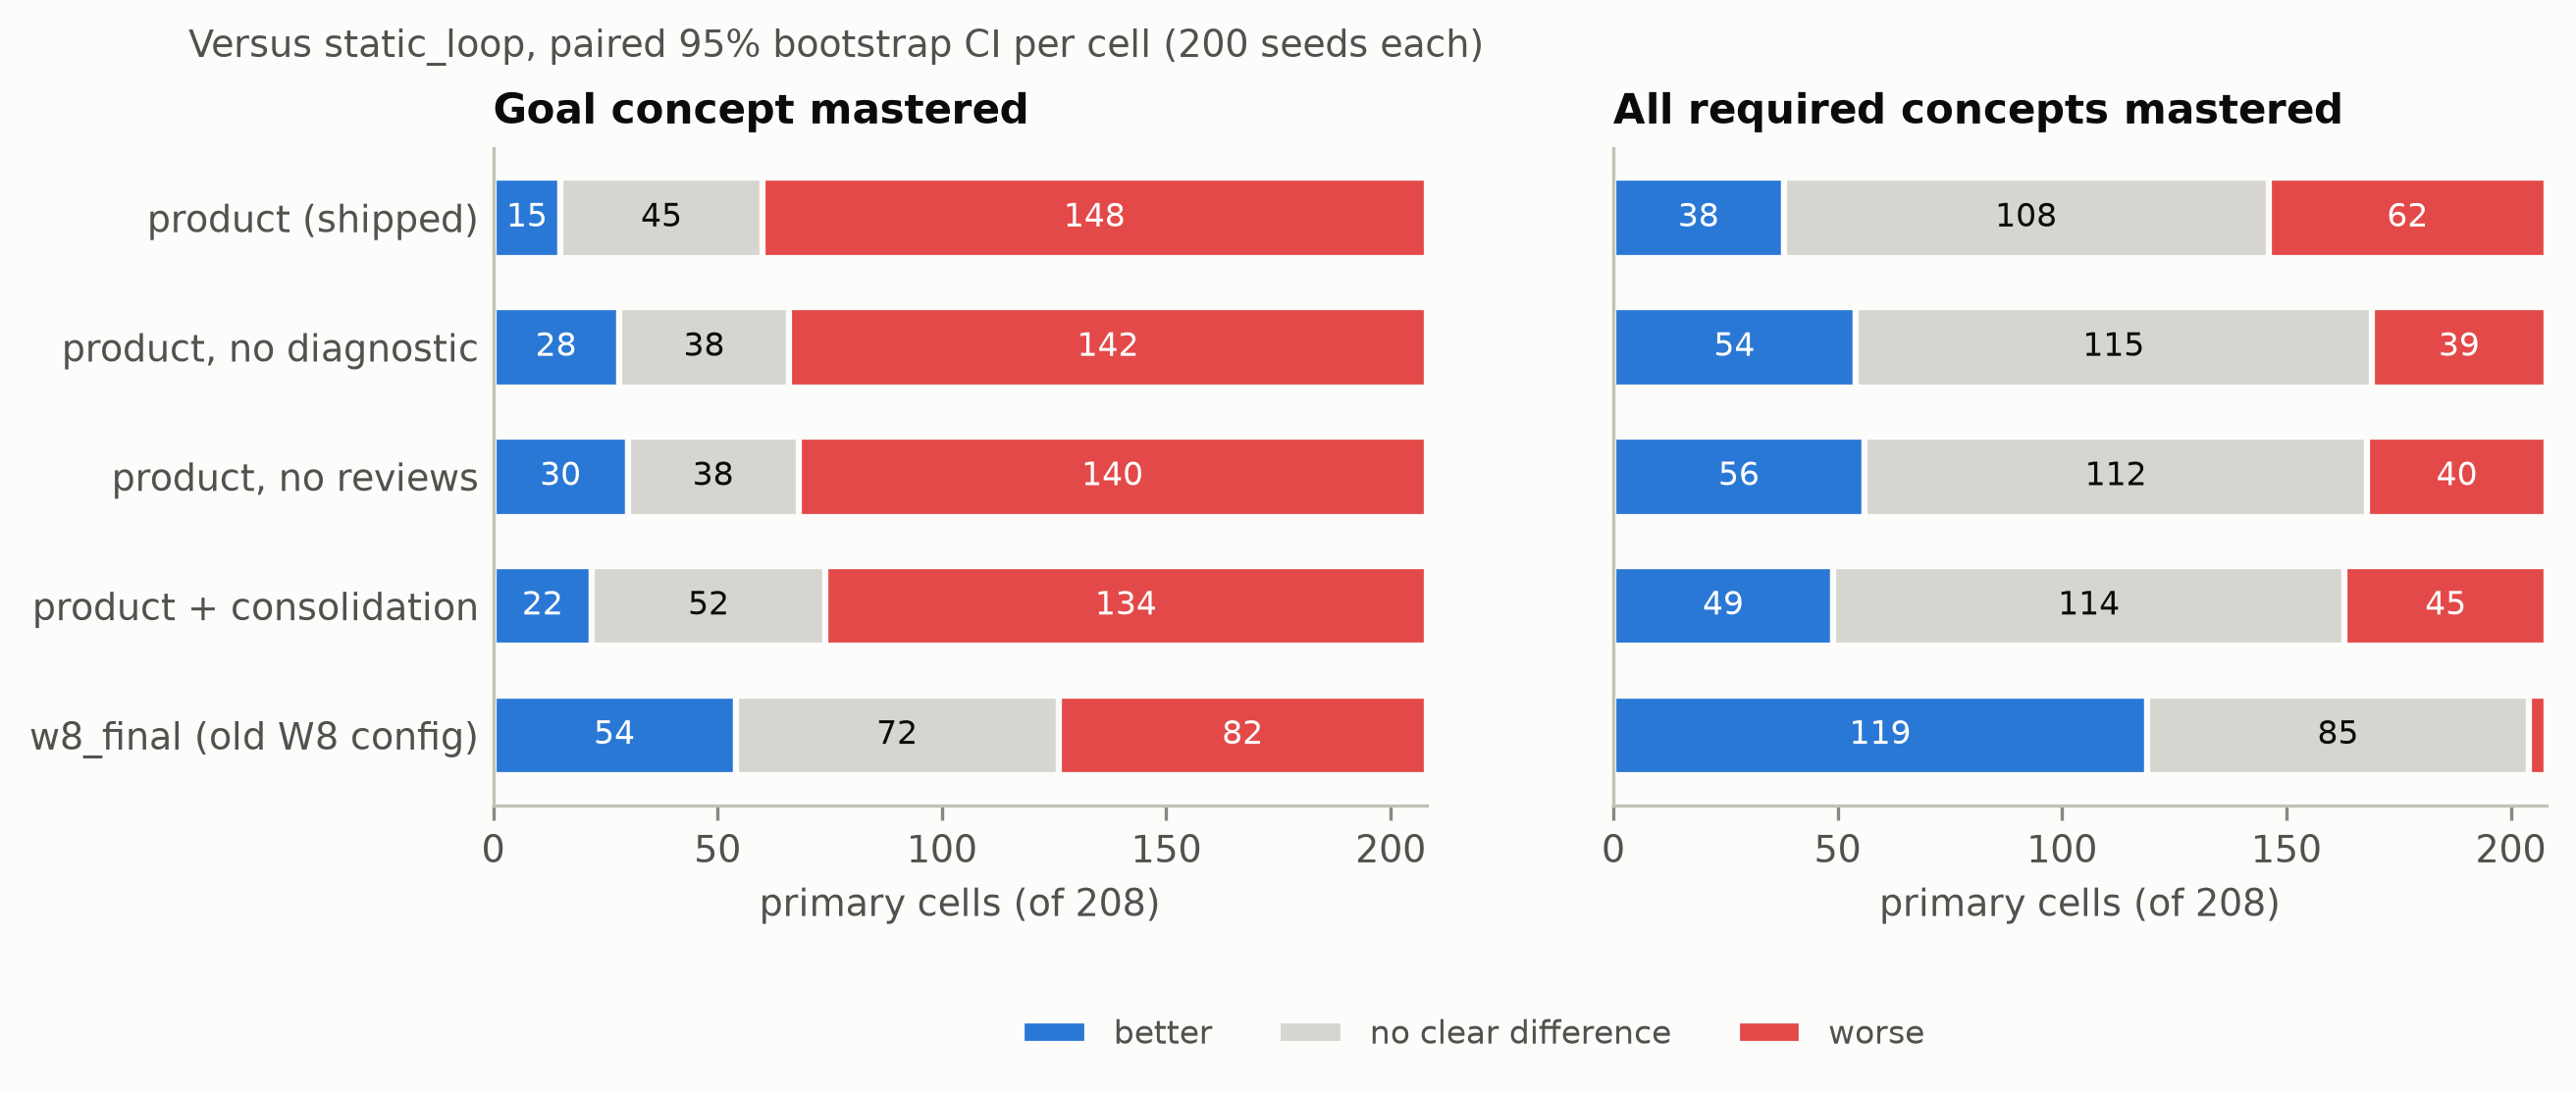 Versus static_loop, paired 95% bootstrap CI per cell (200 seeds each)
Goal concept mastered
product (shipped) 15 45 148
product, no diagnostic 28 38 142
product, no reviews 30 38 140
product + consolidation 22 52 134
w8_final (old W8 config) 54 72 82
0 50 100 150 200
primary cells (of 208)
All required concepts mastered
38 108 62
54 115 39
56 112 40
49 114 45
119 85
0 50 100 150 200
primary cells (of 208)
better no clear difference worse